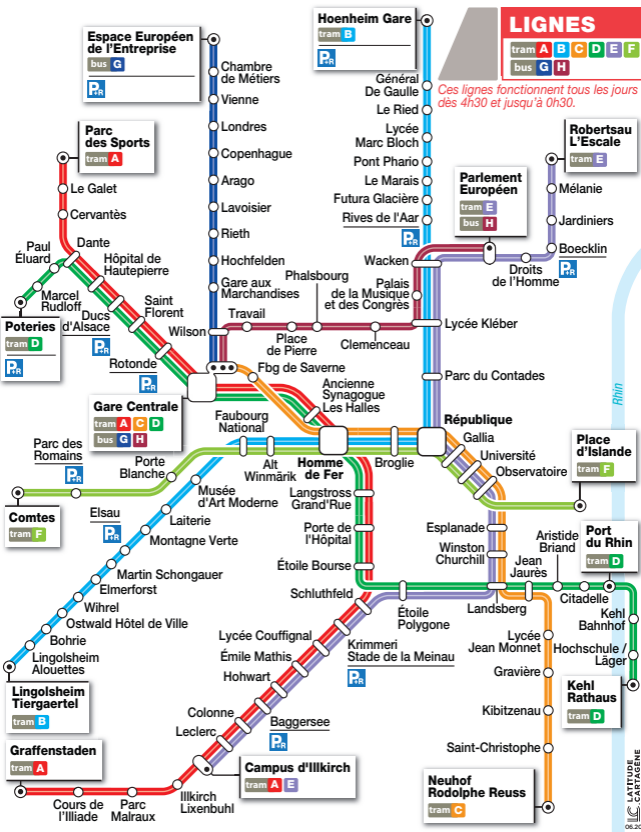 LIGNES
tram A B C D E F
bus G H
Ces lignes fonctionnent tous les jours
dès 4h30 et jusqu'à 0h30.
Espace Européen
de l'Entreprise
bus G
P+R
Chambre
de Métiers
Vienne
Londres
Copenhague
Arago
Lavoisier
Rieth
Hochfelden
Gare aux
Marchandises
Wilson
Travail
Place
de Pierre
Phalsbourg
Clemenceau
Palais
de la Musique
et des Congrès
Wacken
Parlement
Européen
tram E
bus H
Hoenheim Gare
tram B
P+R
Général
De Gaulle
Le Ried
Lycée
Marc Bloch
Pont Phario
Le Marais
Futura Glacière
Rives de l'Aar
P+R
Lycée Kléber
Parc du Contades
Robertsau
L'Escale
tram E
Mélanie
Jardiniers
Boecklin
P+R
Droits
de l'Homme
Parc
des Sports
tram A
Le Galet
Cervantès
Dante
Hôpital de
Hautepierre
Paul
Éluard
Marcel
Rudloff
Poteries
tram D
P+R
Ducs
d'Alsace
P+R
Saint
Florent
Rotonde
P+R
Gare Centrale
tram A C D
bus G H
Fbg de Saverne
Ancienne
Synagogue
Les Halles
Faubourg
National
Alt
Winmärik
Homme
de Fer
Broglie
République
Gallia
Université
Observatoire
Place
d'Islande
tram F
Parc des
Romains
P+R
Porte
Blanche
Comtes
tram F
Musée
d'Art Moderne
Laiterie
Montagne Verte
Elsau
P+R
Martin Schongauer
Elmerforst
Wihrel
Ostwald Hôtel de Ville
Bohrie
Lingolsheim
Alouettes
Lingolsheim
Tiergaertel
tram B
Langstross
Grand'Rue
Porte de
l'Hôpital
Étoile Bourse
Schluthfeld
Étoile
Polygone
Krimmeri
Stade de la Meinau
P+R
Lycée Couffignal
Émile Mathis
Hohwart
Colonne
Leclerc
Baggersee
P+R
Campus d'Illkirch
tram A E
Illkirch
Lixenbuhl
Parc
Malraux
Cours de
l'Illiade
Graffenstaden
tram A
Esplanade
Winston
Churchill
Landsberg
Jean
Jaurès
Aristide
Briand
Citadelle
Port
du Rhin
tram D
Kehl
Bahnhof
Hochschule /
Läger
Kehl
Rathaus
tram D
Lycée
Jean Monnet
Gravière
Kibitzenau
Saint-Christophe
Neuhof
Rodolphe Reuss
tram C
Rhin
LATITUDE
CARTAGENE